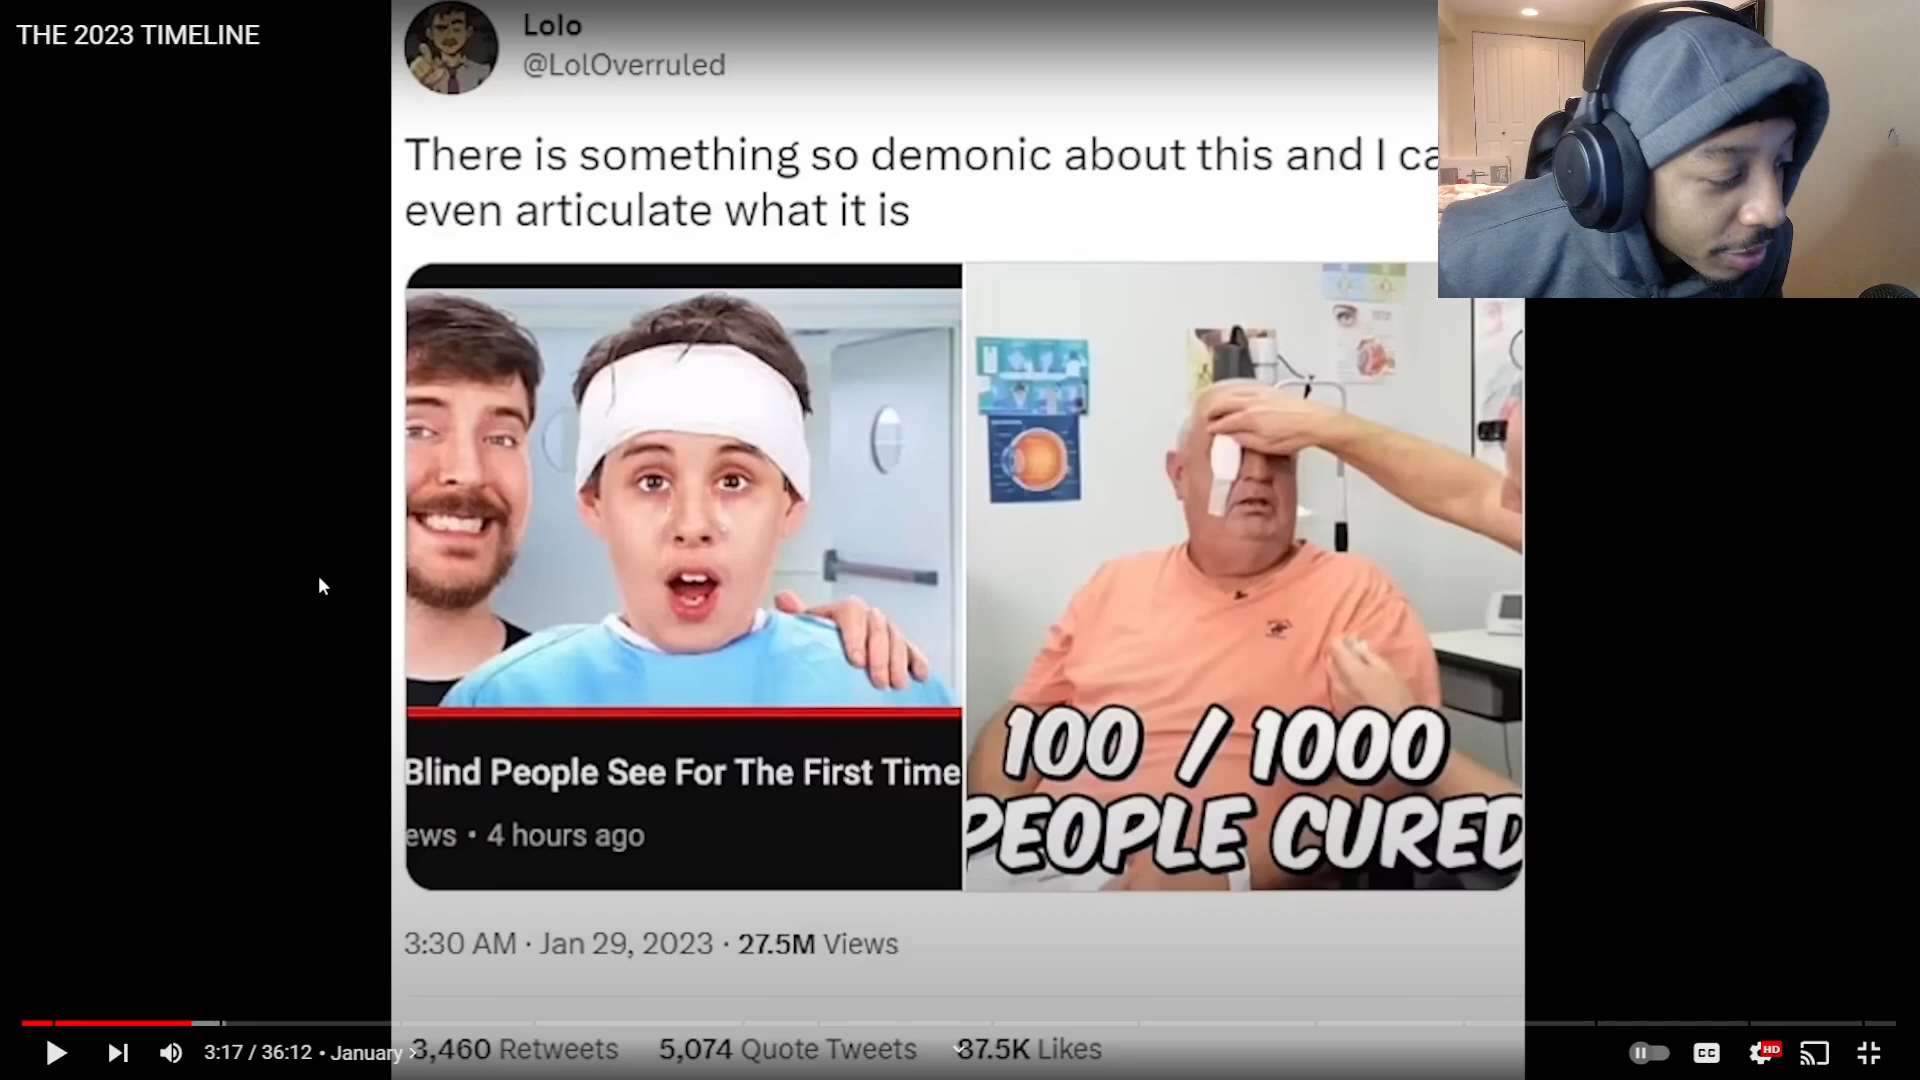 THE 2023 TIMELINE
Lolo
@LolOverruled
There is something so demonic about this and I ca
even articulate what it is
Blind People See For The First Time
ews • 4 hours ago
100 / 1000
PEOPLE CURED
3:30 AM · Jan 29, 2023 · 27.5M Views
3,460 Retweets 5,074 Quote Tweets 87.5K Likes
3:17 / 36:12 • January
CC
HD